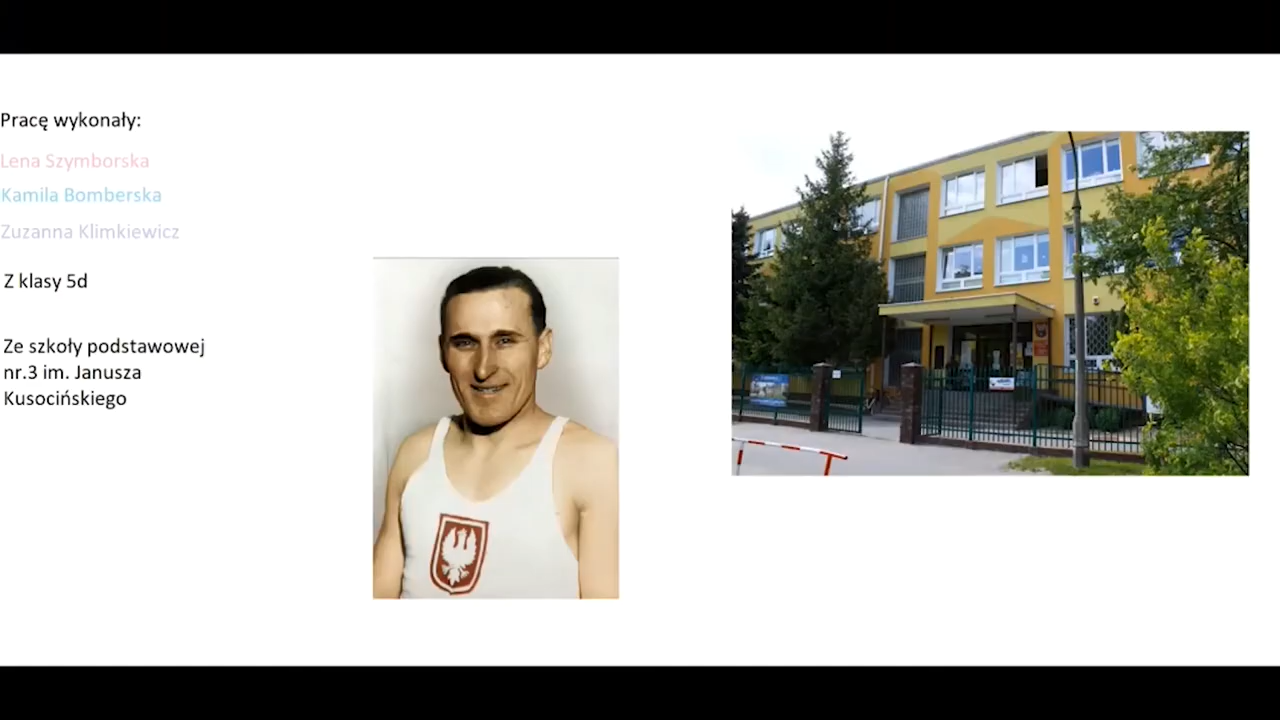 Pracę wykonały:
Lena Szymborska
Kamila Bomberska
Zuzanna Klimkiewicz
Z klasy 5d
Ze szkoły podstawowej
nr.3 im. Janusza
Kusocińskiego